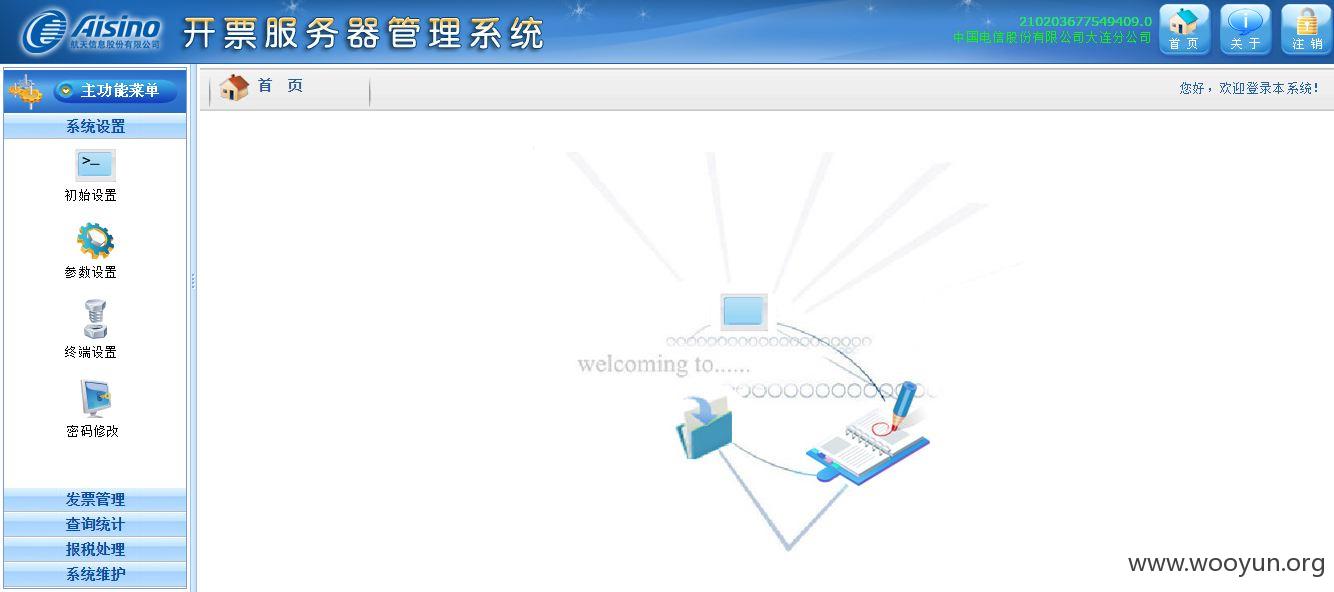 Aisino
航天信息股份有限公司
开票服务器管理系统
210203677549409.0
中国电信股份有限公司大连分公司
首 页
关 于
注 销
主功能菜单
首 页
您好，欢迎登录本系统！
系统设置
>_
初始设置
参数设置
终端设置
密码修改
welcoming to......
发票管理
查询统计
报税处理
系统维护
www.wooyun.org